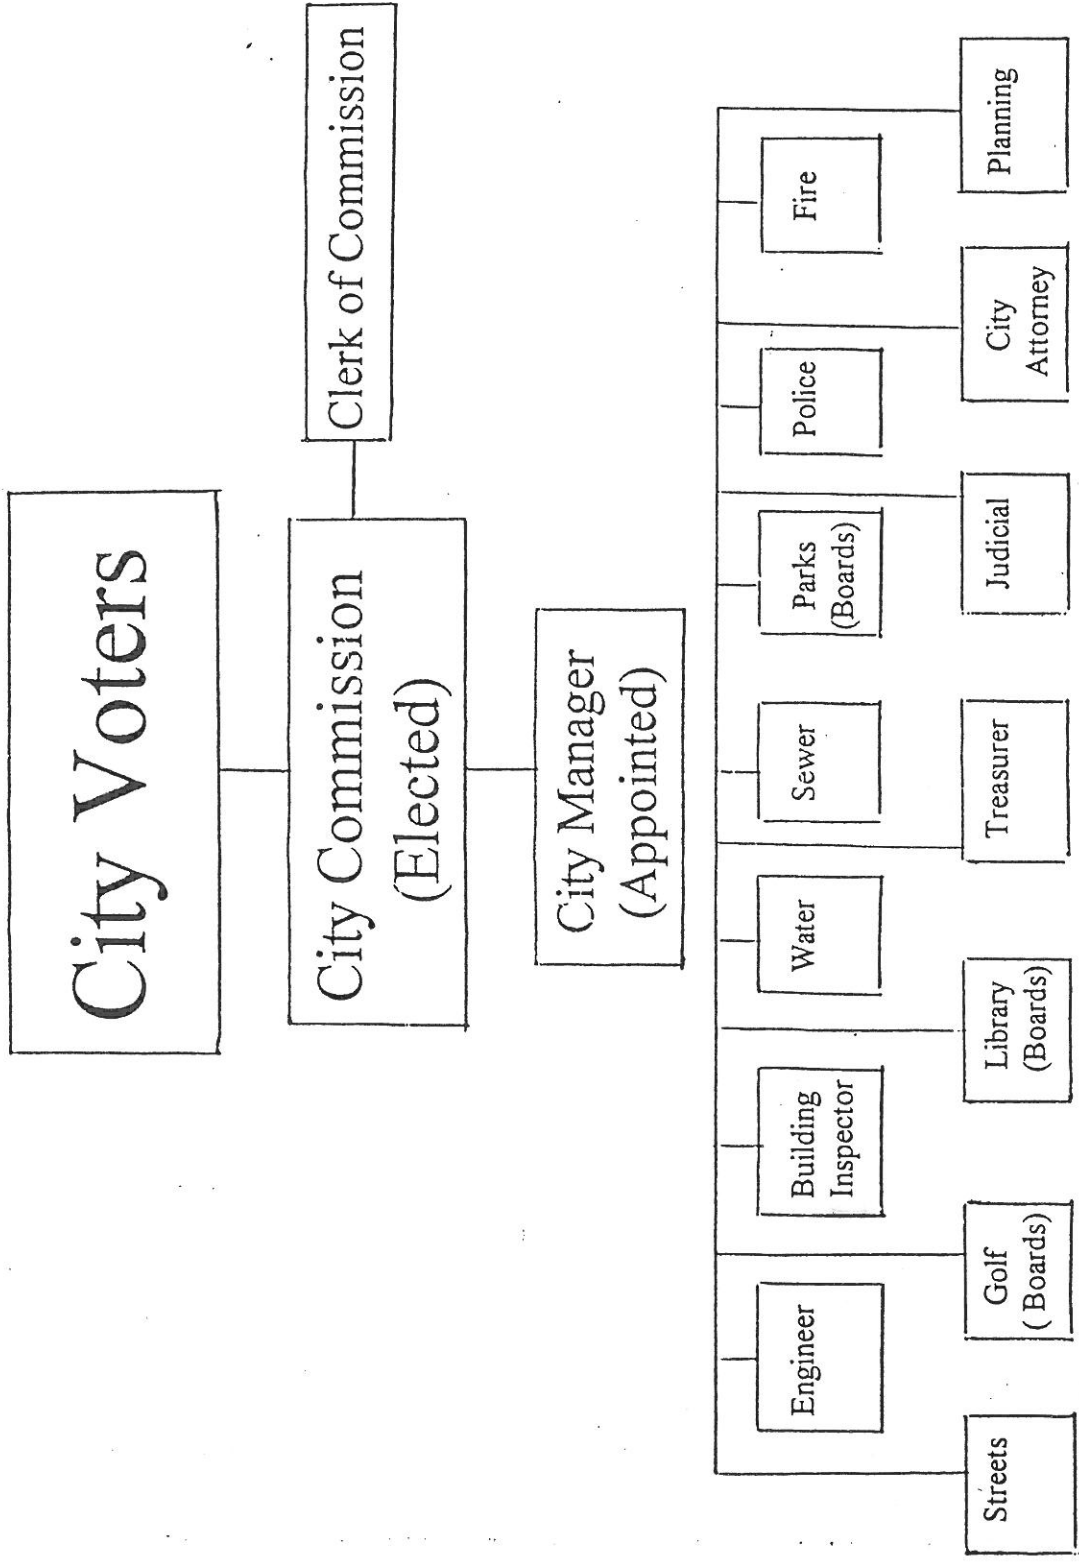 City Voters
City Commission
(Elected)
Clerk of Commission
City Manager
(Appointed)
Engineer
Building
Inspector
Water
Sewer
Parks
(Boards)
Police
Fire
Streets
Golf
( Boards)
Library
(Boards)
Treasurer
Judicial
City
Attorney
Planning